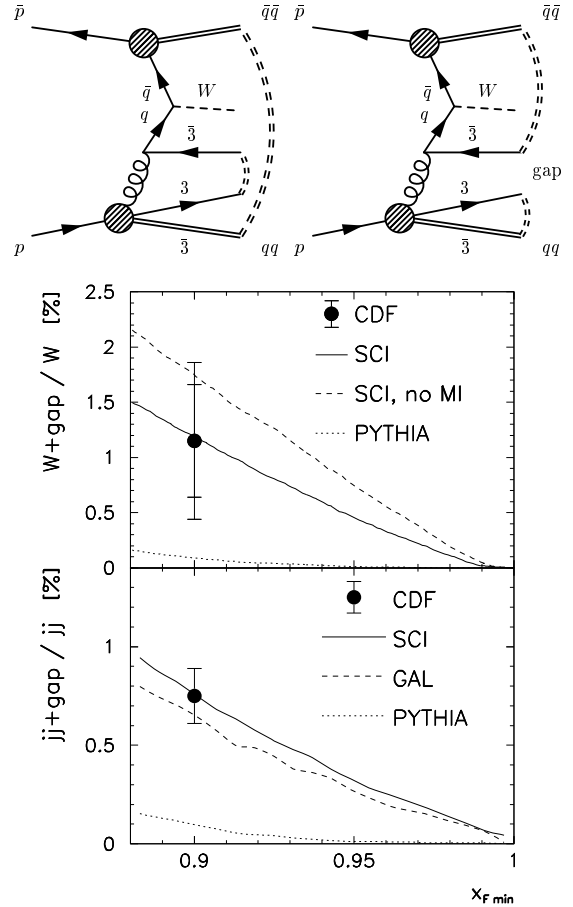 p̄ q̄q̄ p̄ q̄q̄
q̄ W q̄ W
q q
3̄ 3̄
gap
3 3
p 3̄ qq p 3̄ qq
2.5
CDF
2
SCI
1.5
SCI, no MI
PYTHIA
1
0.5
0
W+gap / W [%]
CDF
SCI
1
GAL
PYTHIA
0.5
0
jj+gap / jj [%]
0.9 0.95 1
x_F min